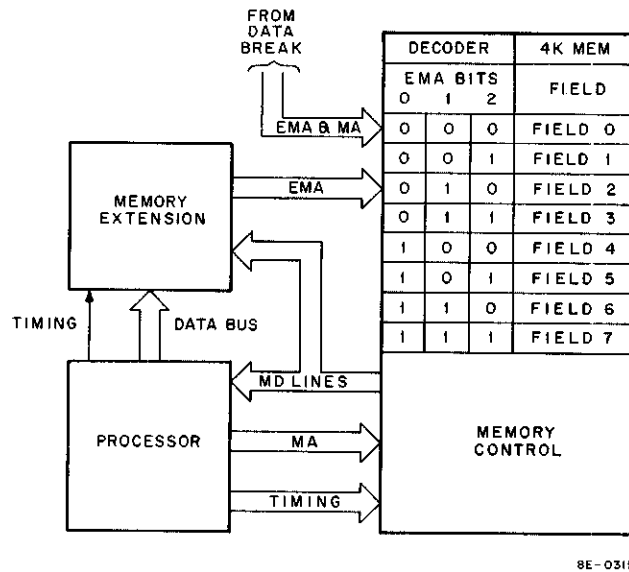 FROM
DATA
BREAK
DECODER 4K MEM
EMA BITS FIELD
0 1 2
EMA & MA
0 0 0 FIELD 0
0 0 1 FIELD 1
0 1 0 FIELD 2
0 1 1 FIELD 3
1 0 0 FIELD 4
1 0 1 FIELD 5
1 1 0 FIELD 6
1 1 1 FIELD 7
MEMORY
EXTENSION
EMA
TIMING
DATA BUS
MD LINES
PROCESSOR
MA
TIMING
MEMORY
CONTROL